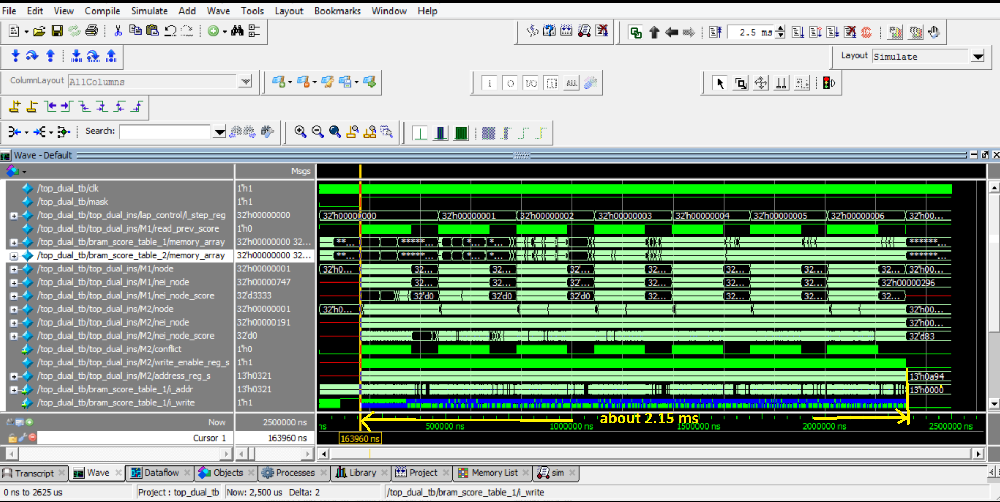 File Edit View Compile Simulate Add Wave Tools Layout Bookmarks Window Help
2.5 ms
Layout Simulate
ColumnLayout AllColumns
ALL
Search:
Wave - Default
Msgs
/top_dual_tb/clk 1'h1
/top_dual_tb/mask 1'h1
/top_dual_tb/top_dual_ins/lap_control/l_step_reg 32'h00000000 32'h00000000 32'h00000001 32'h00000002 32'h00000003 32'h00000004 32'h00000005 32'h00000006 32'h00...
/top_dual_tb/top_dual_ins/M1/read_prev_score 1'h0
/top_dual_tb/bram_score_table_1/memory_array 32'h00000000 32... **... *****... *... *... ******...
/top_dual_tb/bram_score_table_2/memory_array 32'h00000000 32... **... *****... *... *... ******...
/top_dual_tb/top_dual_ins/M1/node 32'h00000001 32'h0... 32... 32... 32'... 32... 32... 32... 32... 32'h00...
/top_dual_tb/top_dual_ins/M1/nei_node 32'h00000747 32... 32... 32'... 32... 32... 32... 32'h00000296
/top_dual_tb/top_dual_ins/M1/nei_node_score 32'd3333 32'd0 32'd0 32'd0 32... 32... 32... 32...
/top_dual_tb/top_dual_ins/M2/node 32'h00000001 32'h0... 32'h00...
/top_dual_tb/top_dual_ins/M2/nei_node 32'h00000191 32'h00...
/top_dual_tb/top_dual_ins/M2/nei_node_score 32'd0 32'd83
/top_dual_tb/top_dual_ins/M2/conflict 1'h0
/top_dual_tb/top_dual_ins/M2/write_enable_reg_s 1'h1
/top_dual_tb/top_dual_ins/M2/address_reg_s 13'h0321 13'h0a94
/top_dual_tb/bram_score_table_1/i_addr 13'h0321 13'h0000
/top_dual_tb/bram_score_table_1/i_write 1'h1
about 2.15 ms
Now 2500000 ns ns 500000 ns 1000000 ns 1500000 ns 2000000 ns 2500000 ns
Cursor 1 163960 ns 163960 ns
Transcript Wave Dataflow Objects Processes Library Project Memory List sim
0 ns to 2625 us Project : top_dual_tb Now: 2,500 us Delta: 2 /top_dual_tb/bram_score_table_1/i_write